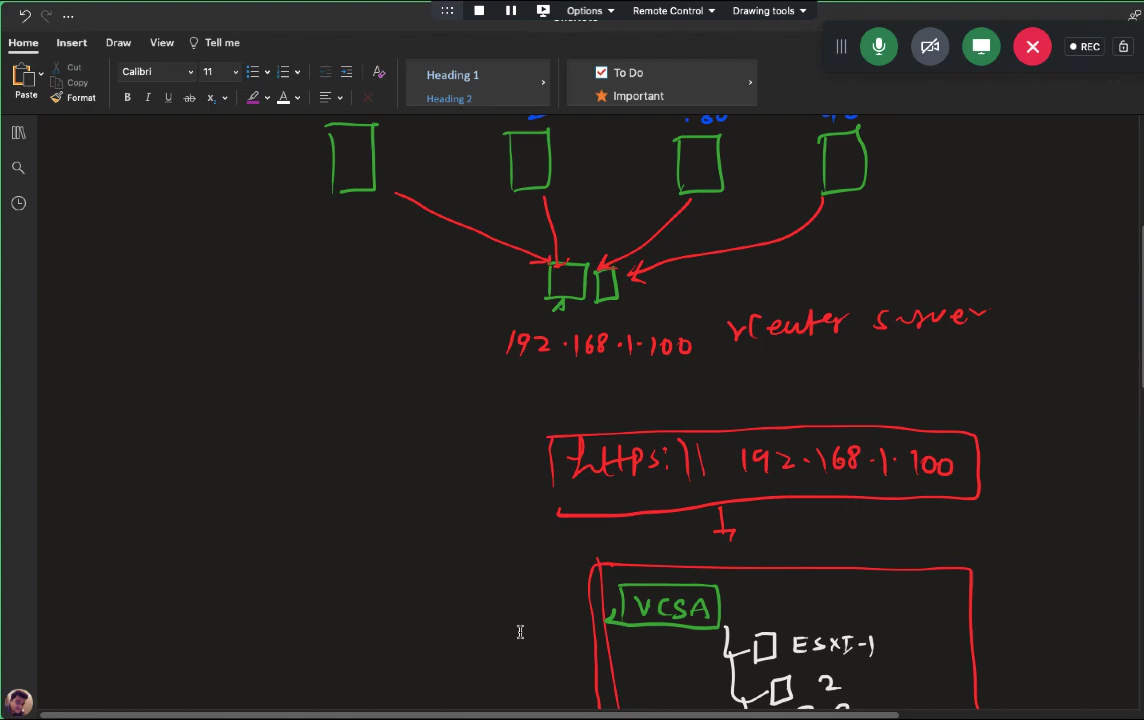 Options
Remote Control
Drawing tools
Home
Insert
Draw
View
Tell me
REC
Paste
Cut
Copy
Format
Calibri
11
B I U ab x₂ A
Heading 1
Heading 2
To Do
Important
.80
192.168.1.100
vCenter server
https:\\ 192.168.1.100
VCSA
ESXI-1
2